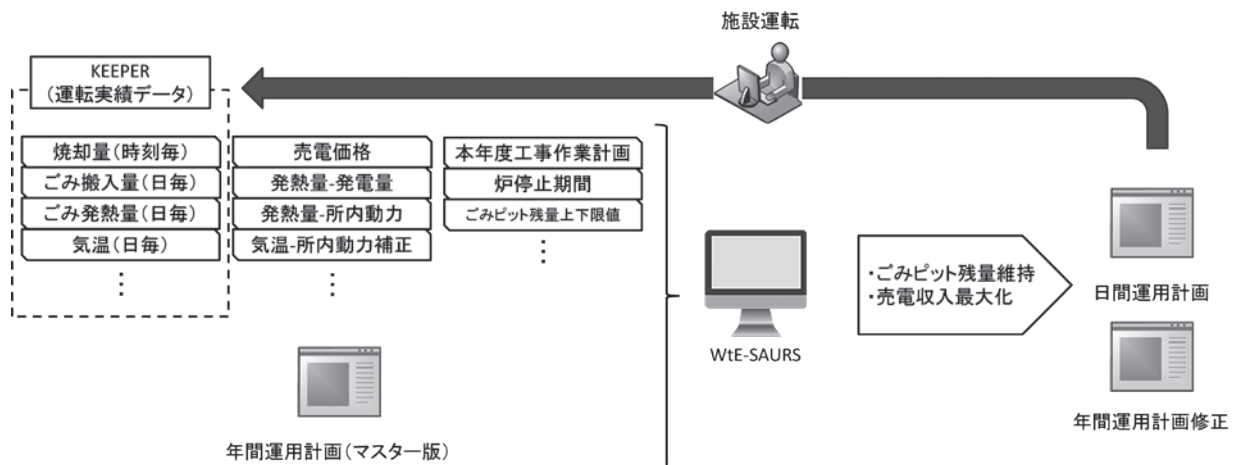 施設運転
KEEPER
(運転実績データ)
焼却量(時刻毎)
ごみ搬入量(日毎)
ごみ発熱量(日毎)
気温(日毎)
⋮
売電価格
発熱量-発電量
発熱量-所内動力
気温-所内動力補正
⋮
本年度工事作業計画
炉停止期間
ごみピット残量上下限値
⋮
年間運用計画(マスター版)
WtE-SAURS
・ごみピット残量維持
・売電収入最大化
日間運用計画
年間運用計画修正